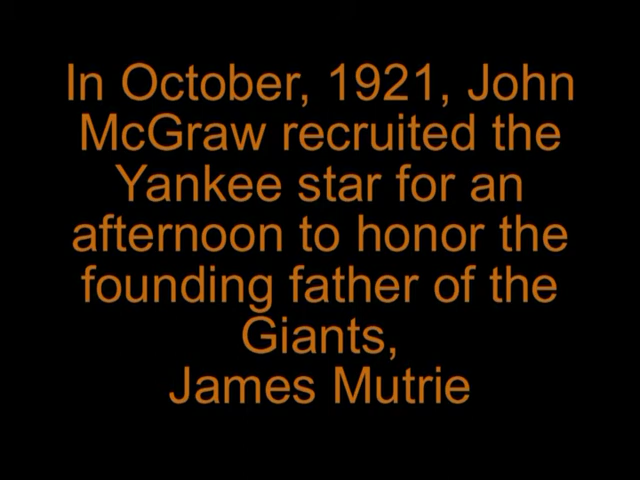 In October, 1921, John
McGraw recruited the
Yankee star for an
afternoon to honor the
founding father of the
Giants,
James Mutrie